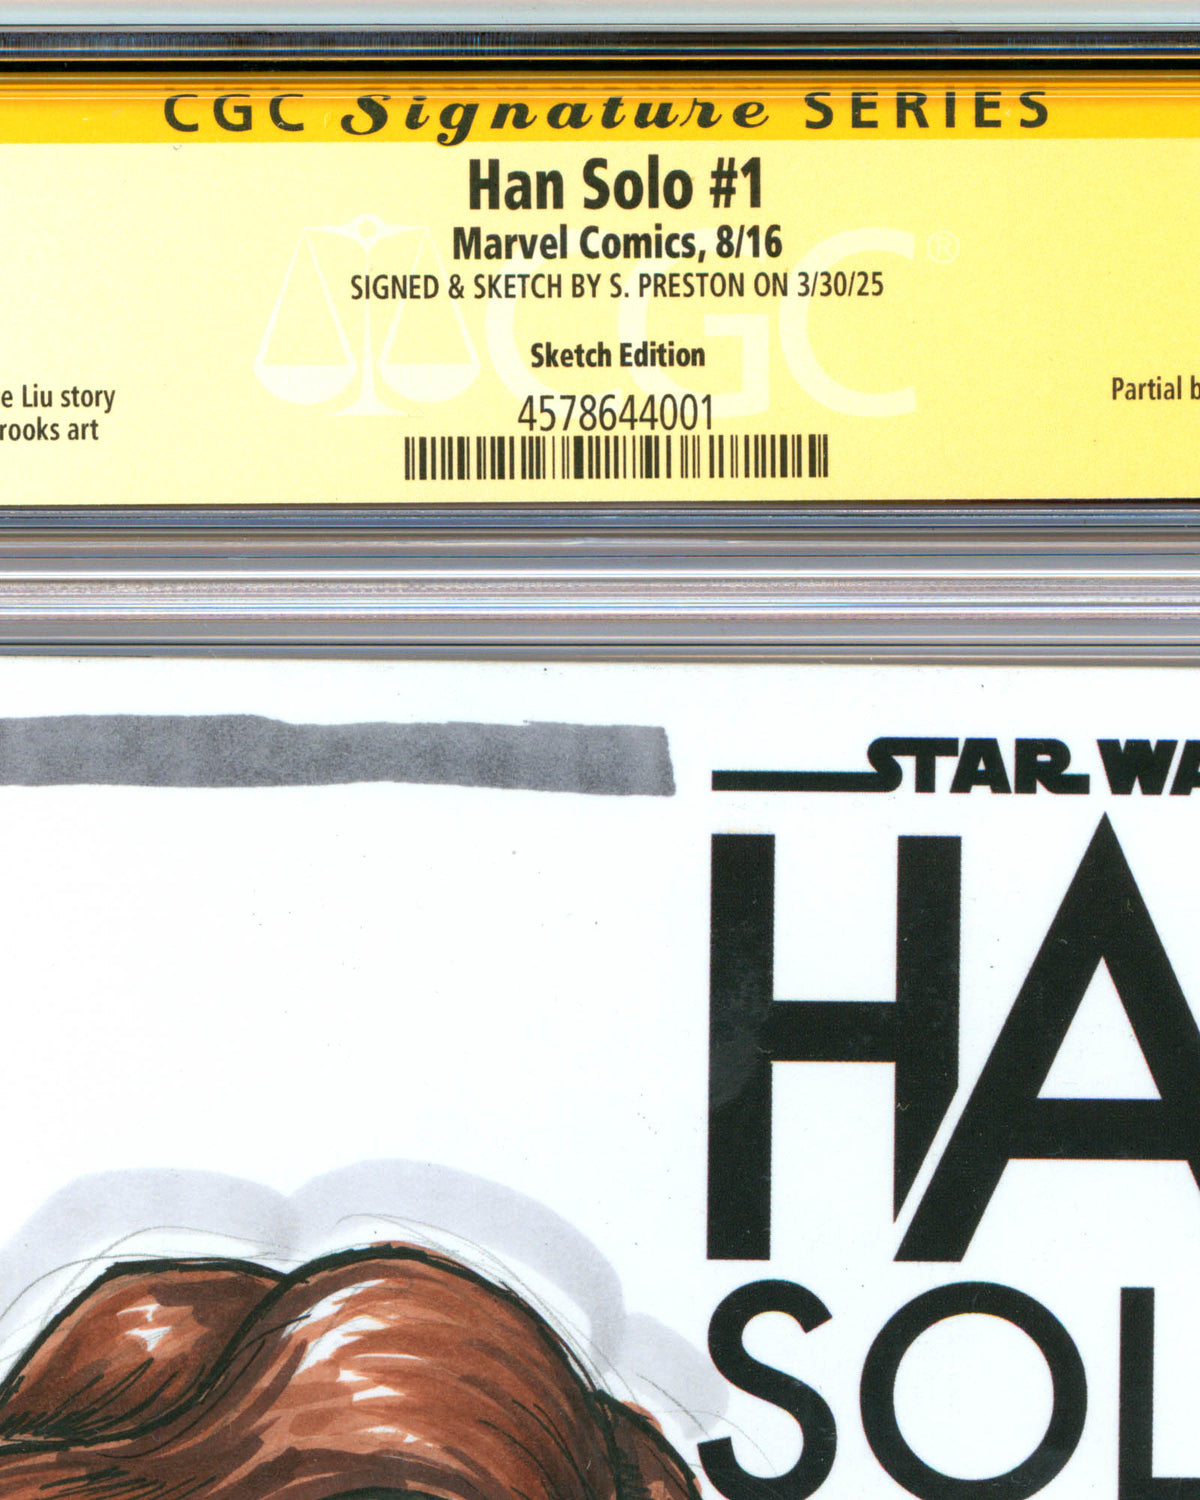 CGC Signature SERIES
Han Solo #1
Marvel Comics, 8/16
SIGNED & SKETCH BY S. PRESTON ON 3/30/25
CGC®
Sketch Edition
e Liu story
rooks art
Partial b
4578644001
STAR WA
HA
SOL